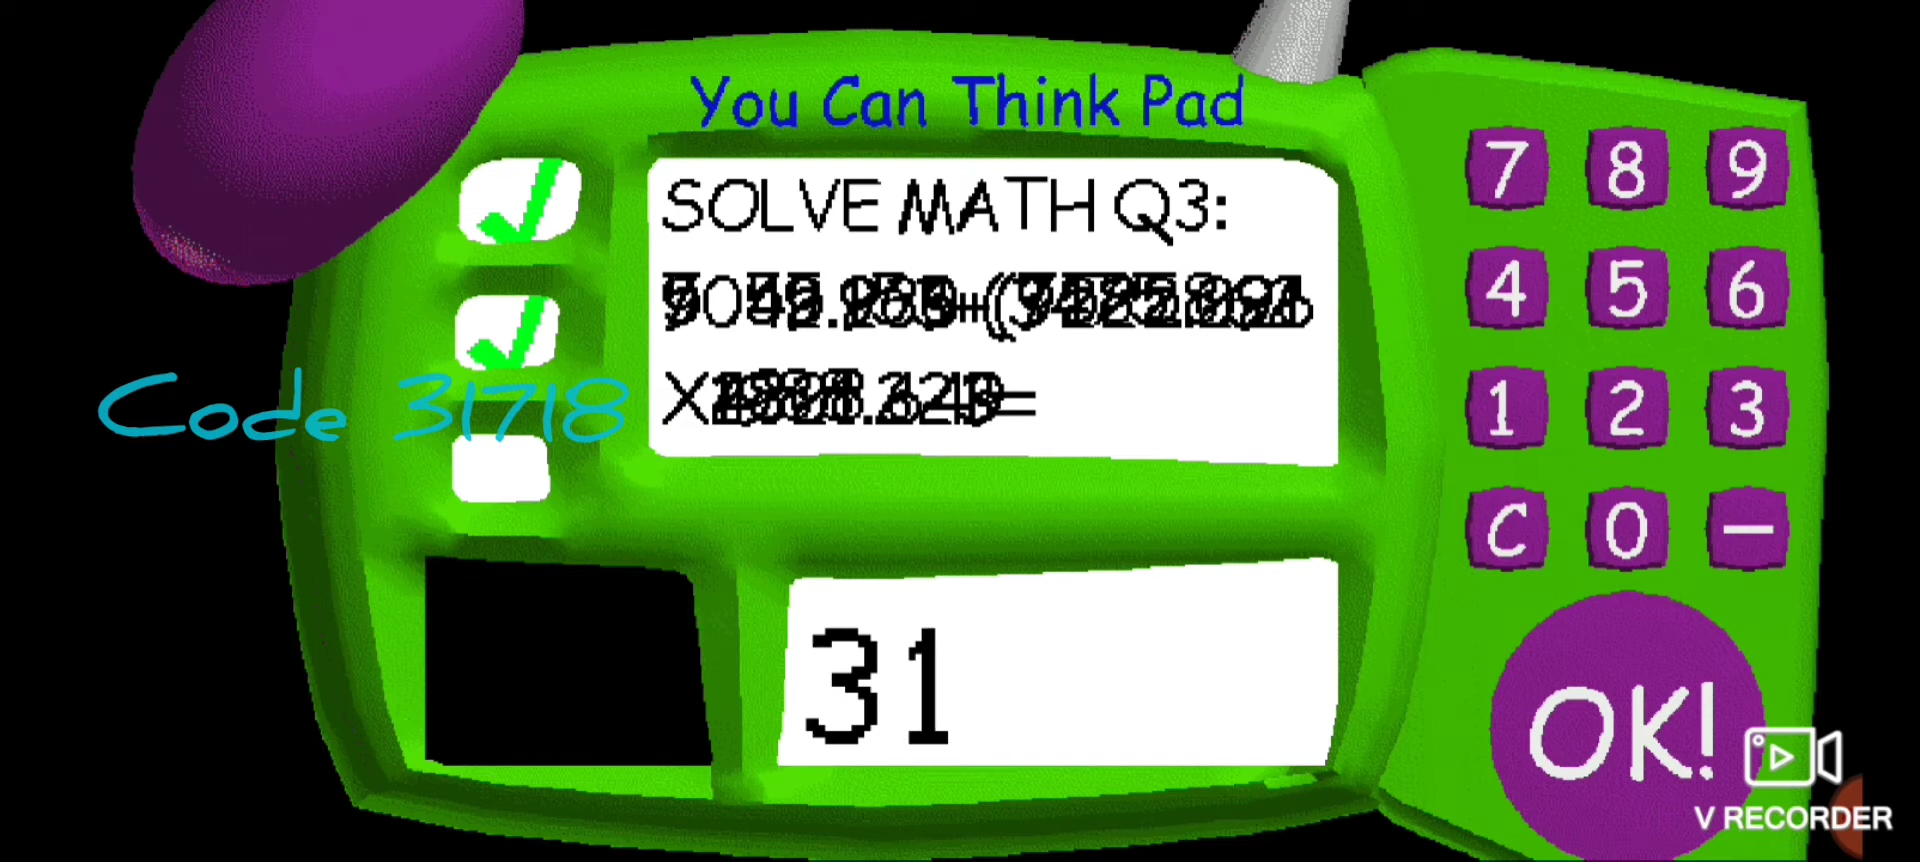 You Can Think Pad
SOLVE MATH Q3:
Code 31718
31
7 8 9
4 5 6
1 2 3
C 0 –
OK!
V RECORDER